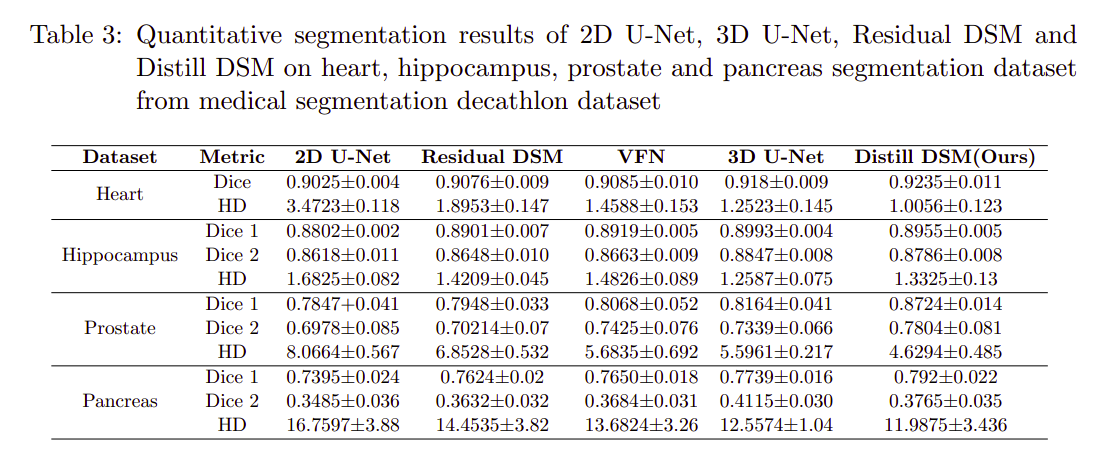 Table 3: Quantitative segmentation results of 2D U-Net, 3D U-Net, Residual DSM and
Distill DSM on heart, hippocampus, prostate and pancreas segmentation dataset
from medical segmentation decathlon dataset
Dataset Metric 2D U-Net Residual DSM VFN 3D U-Net Distill DSM(Ours)
Heart Dice 0.9025±0.004 0.9076±0.009 0.9085±0.010 0.918±0.009 0.9235±0.011
HD 3.4723±0.118 1.8953±0.147 1.4588±0.153 1.2523±0.145 1.0056±0.123
Hippocampus Dice 1 0.8802±0.002 0.8901±0.007 0.8919±0.005 0.8993±0.004 0.8955±0.005
Dice 2 0.8618±0.011 0.8648±0.010 0.8663±0.009 0.8847±0.008 0.8786±0.008
HD 1.6825±0.082 1.4209±0.045 1.4826±0.089 1.2587±0.075 1.3325±0.13
Prostate Dice 1 0.7847+0.041 0.7948±0.033 0.8068±0.052 0.8164±0.041 0.8724±0.014
Dice 2 0.6978±0.085 0.70214±0.07 0.7425±0.076 0.7339±0.066 0.7804±0.081
HD 8.0664±0.567 6.8528±0.532 5.6835±0.692 5.5961±0.217 4.6294±0.485
Pancreas Dice 1 0.7395±0.024 0.7624±0.02 0.7650±0.018 0.7739±0.016 0.792±0.022
Dice 2 0.3485±0.036 0.3632±0.032 0.3684±0.031 0.4115±0.030 0.3765±0.035
HD 16.7597±3.88 14.4535±3.82 13.6824±3.26 12.5574±1.04 11.9875±3.436